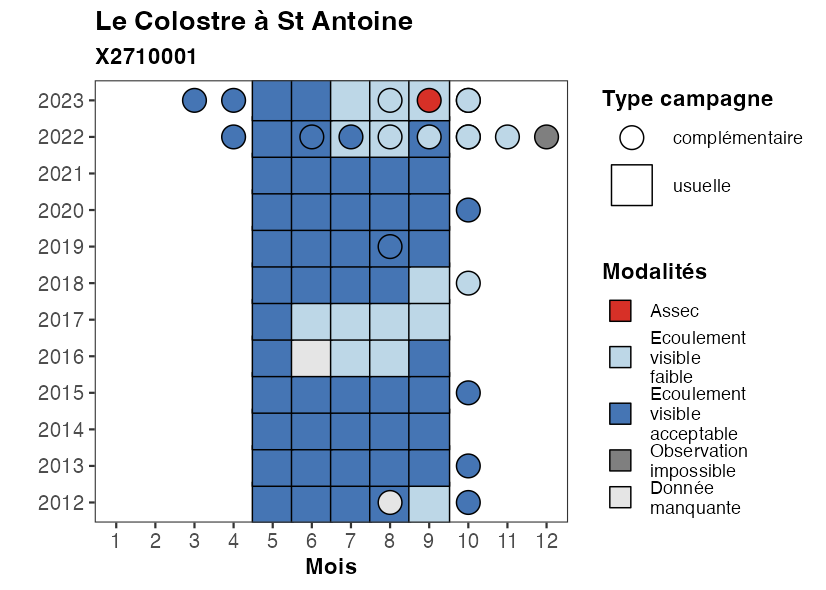 Le Colostre à St Antoine
X2710001
2023
2022
2021
2020
2019
2018
2017
2016
2015
2014
2013
2012
1 2 3 4 5 6 7 8 9 10 11 12
Mois
Type campagne
complémentaire
usuelle
Modalités
Assec
Ecoulement
visible
faible
Ecoulement
visible
acceptable
Observation
impossible
Donnée
manquante